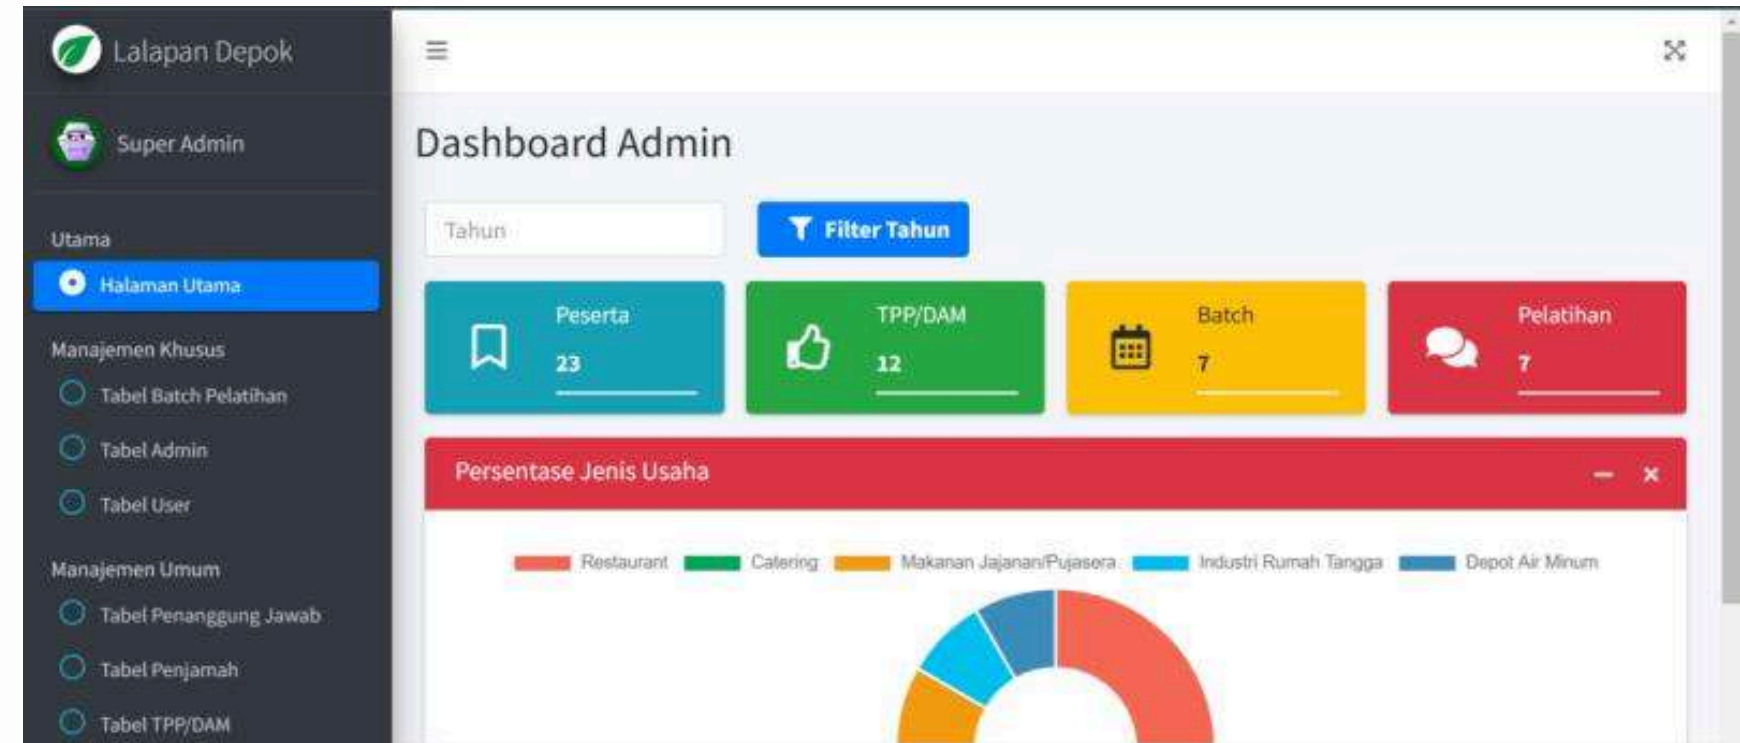 Lalapan Depok
Super Admin
Utama
Halaman Utama
Manajemen Khusus
Tabel Batch Pelatihan
Tabel Admin
Tabel User
Manajemen Umum
Tabel Penanggung Jawab
Tabel Penjamah
Tabel TPP/DAM
Dashboard Admin
Tahun
Filter Tahun
Peserta
23
TPP/DAM
12
Batch
7
Pelatihan
7
Persentase Jenis Usaha
Restaurant Catering Makanan Jajanan/Pujasera Industri Rumah Tangga Depot Air Minum